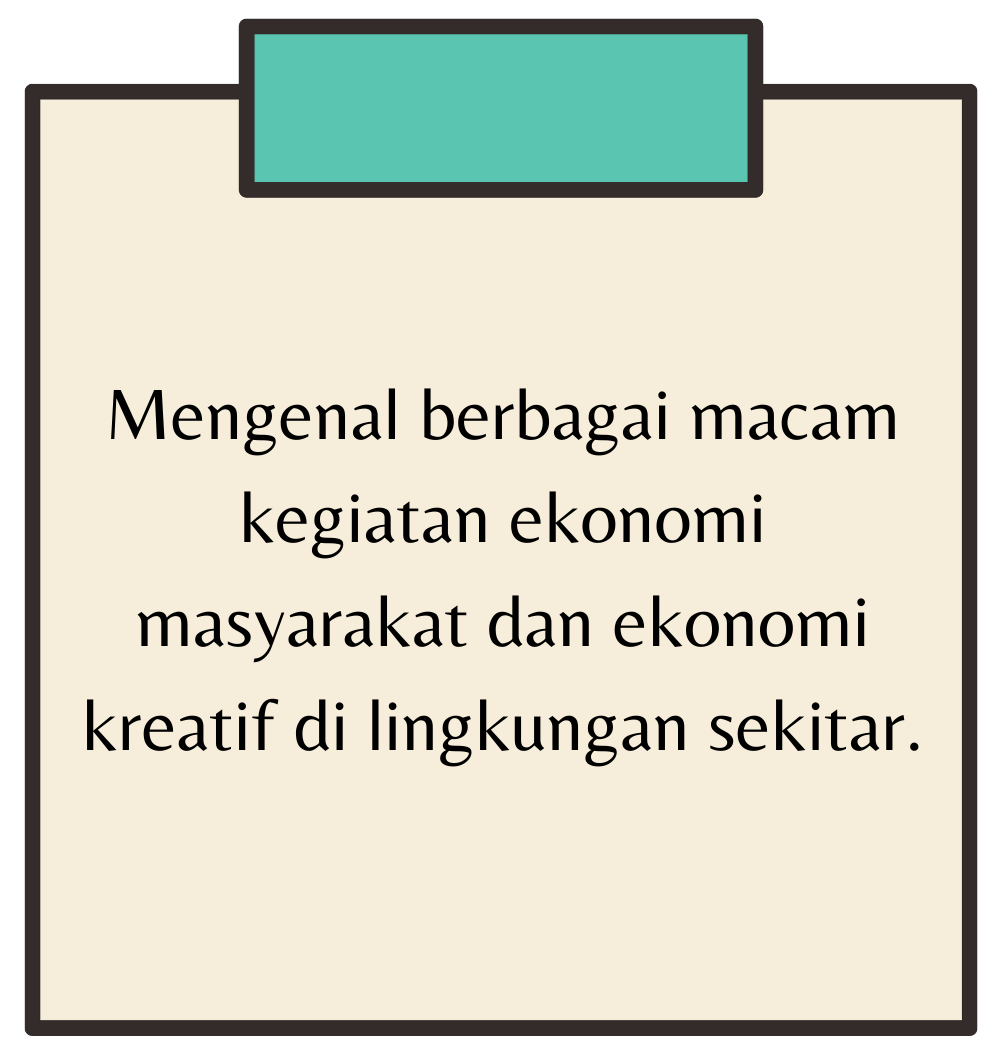 Mengenal berbagai macam
kegiatan ekonomi
masyarakat dan ekonomi
kreatif di lingkungan sekitar.